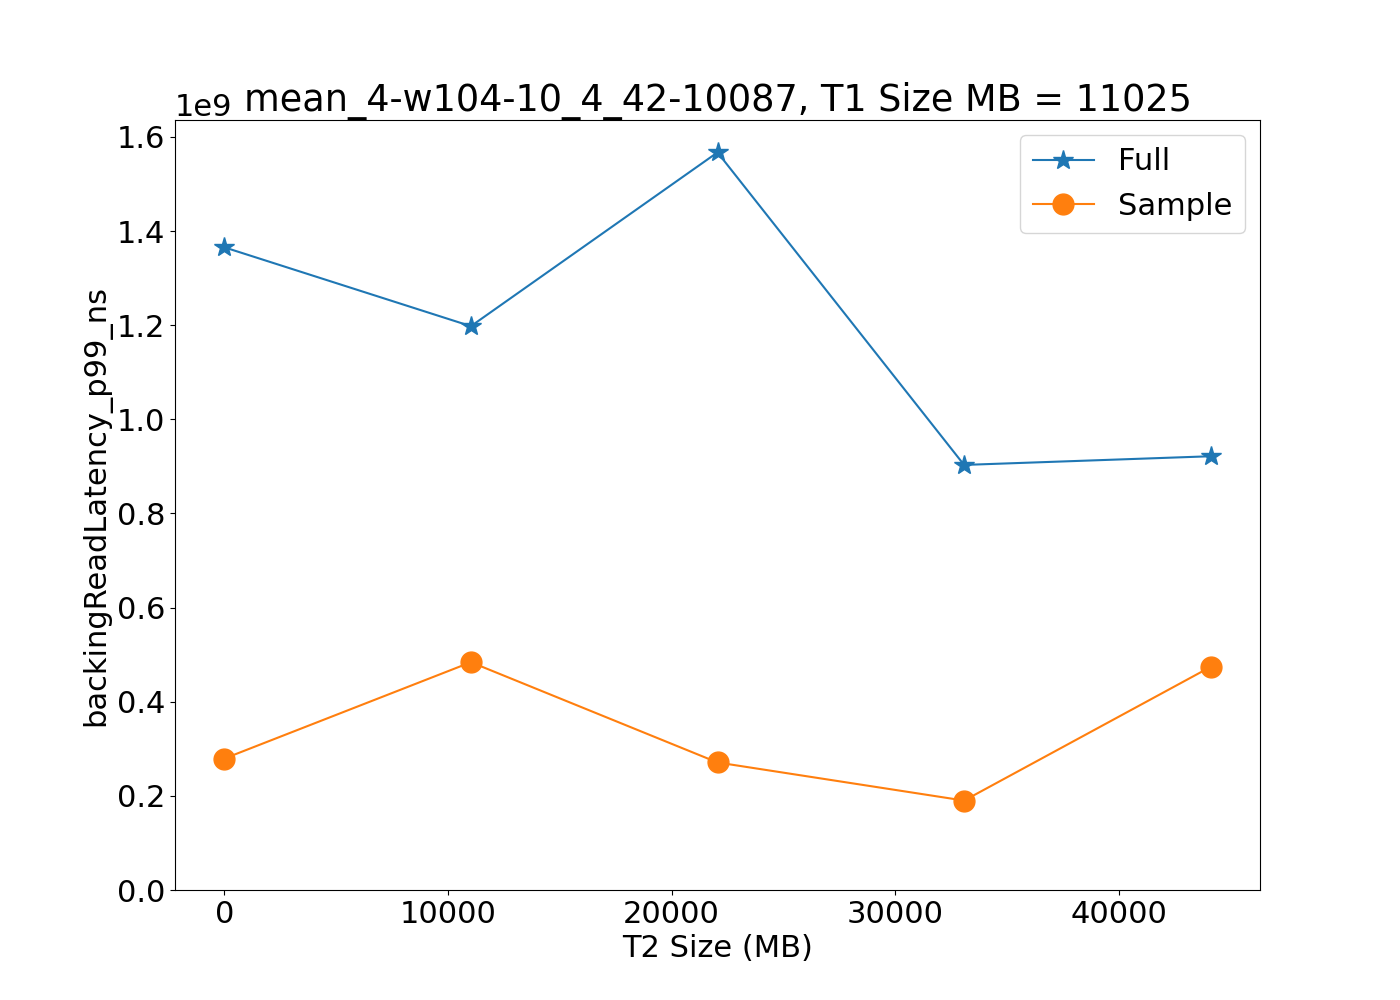 1e9 mean_4-w104-10_4_42-10087, T1 Size MB = 11025
Full
Sample
backingReadLatency_p99_ns
1.6
1.4
1.2
1.0
0.8
0.6
0.4
0.2
0.0
0 10000 20000 30000 40000
T2 Size (MB)